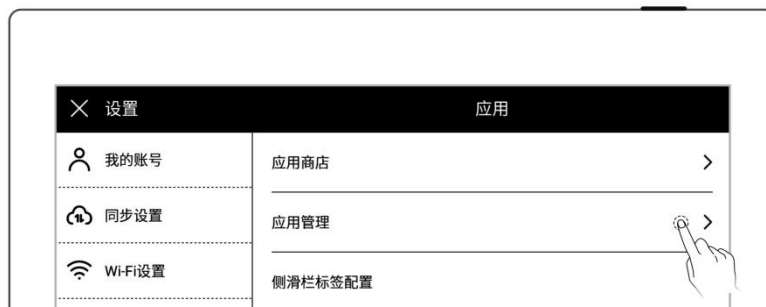 设置
应用
我的账号
应用商店
同步设置
应用管理
Wi-Fi设置
侧滑栏标签配置